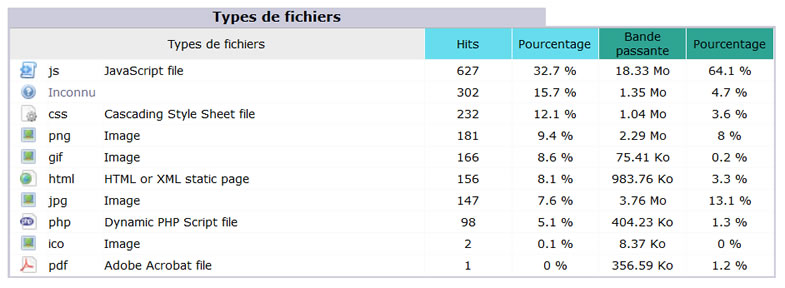 Types de fichiers
Types de fichiers Hits Pourcentage Bande passante Pourcentage
js JavaScript file 627 32.7 % 18.33 Mo 64.1 %
Inconnu 302 15.7 % 1.35 Mo 4.7 %
css Cascading Style Sheet file 232 12.1 % 1.04 Mo 3.6 %
png Image 181 9.4 % 2.29 Mo 8 %
gif Image 166 8.6 % 75.41 Ko 0.2 %
html HTML or XML static page 156 8.1 % 983.76 Ko 3.3 %
jpg Image 147 7.6 % 3.76 Mo 13.1 %
php Dynamic PHP Script file 98 5.1 % 404.23 Ko 1.3 %
ico Image 2 0.1 % 8.37 Ko 0 %
pdf Adobe Acrobat file 1 0 % 356.59 Ko 1.2 %